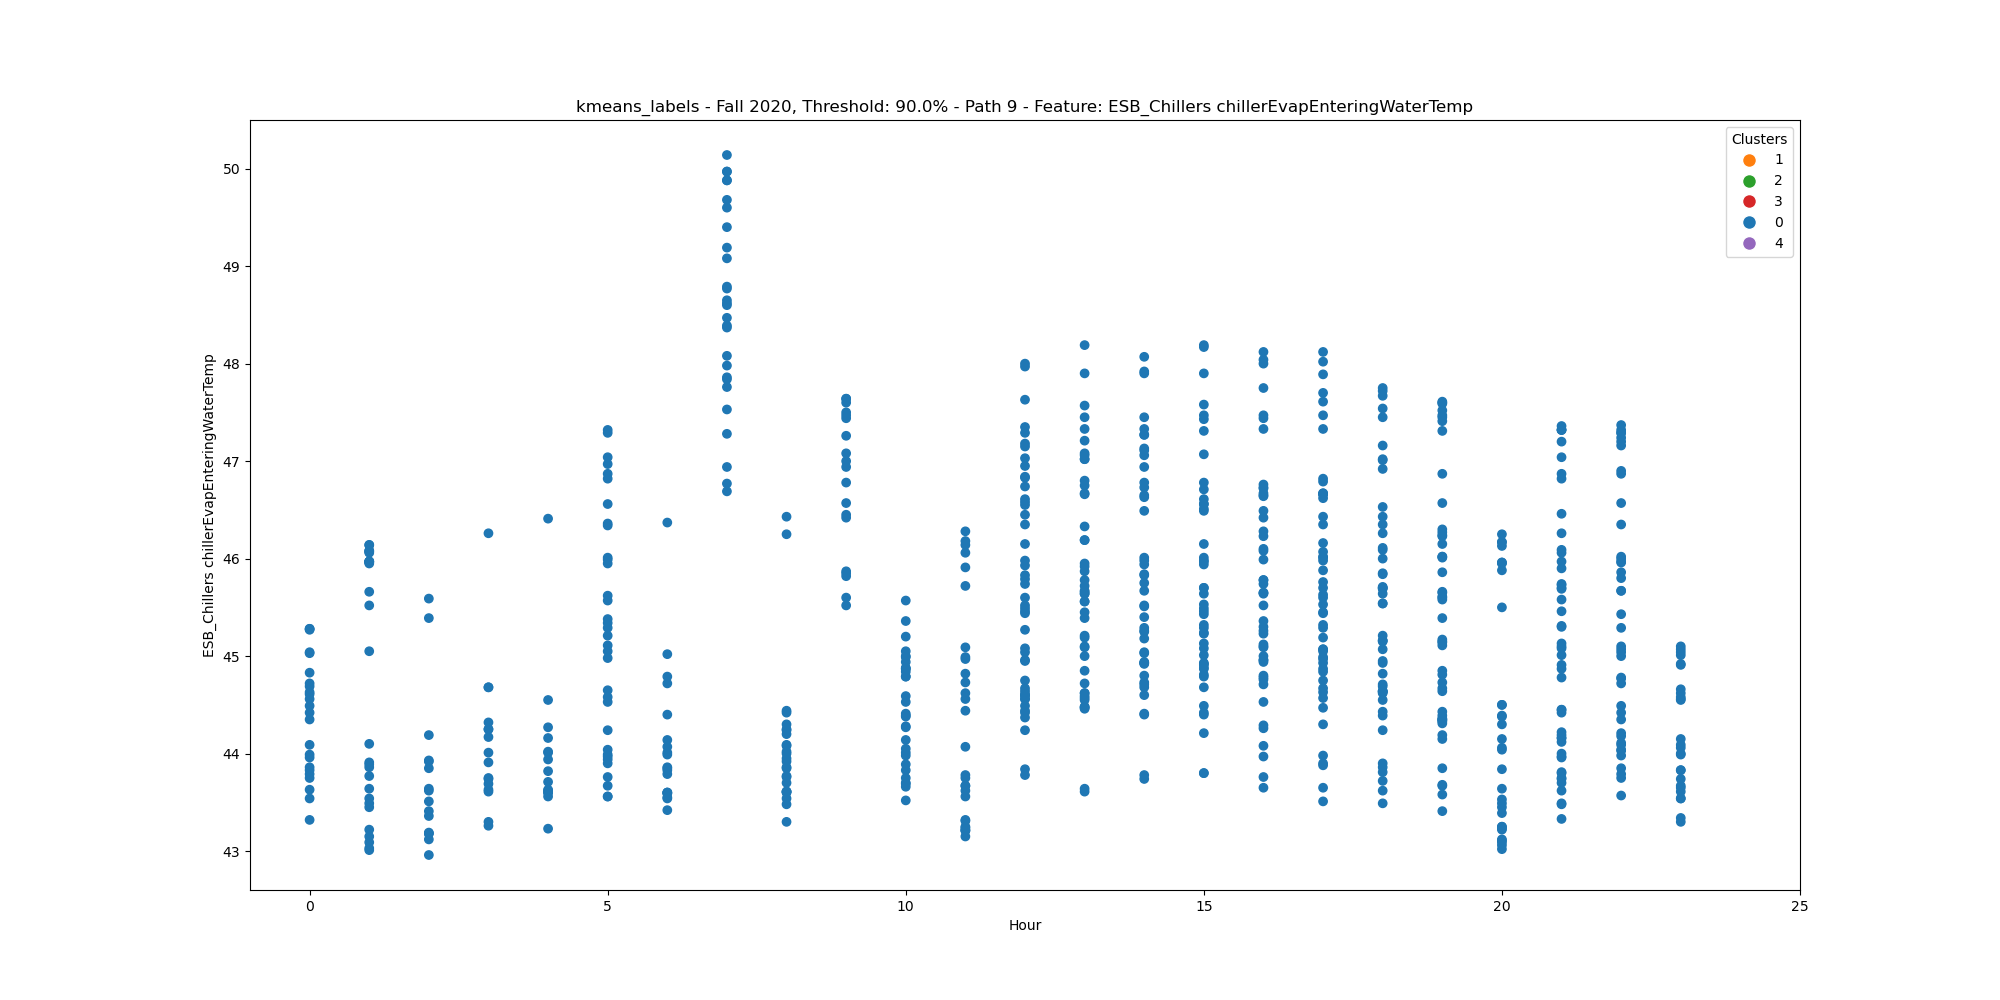 kmeans_labels - Fall 2020, Threshold: 90.0% - Path 9 - Feature: ESB_Chillers chillerEvapEnteringWaterTemp
Clusters
1
2
3
0
4
ESB_Chillers chillerEvapEnteringWaterTemp
50
49
48
47
46
45
44
43
0 5 10 15 20 25
Hour